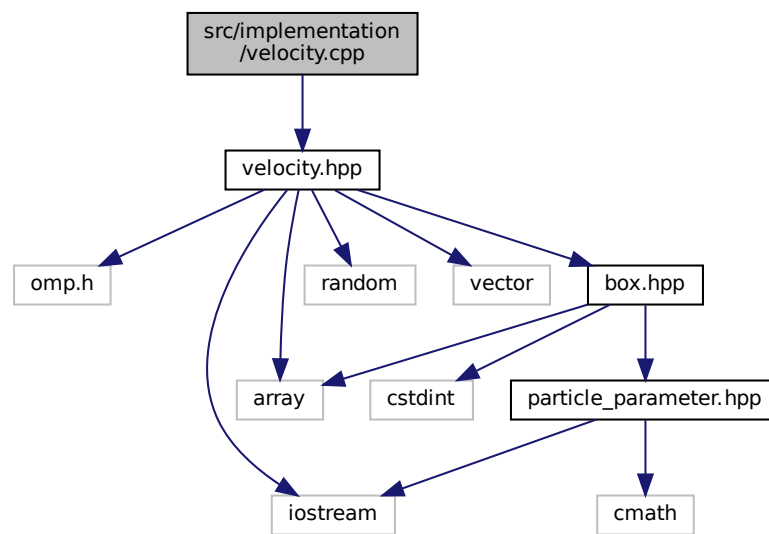 src/implementation
/velocity.cpp
velocity.hpp
omp.h
random
vector
box.hpp
array
cstdint
particle_parameter.hpp
iostream
cmath